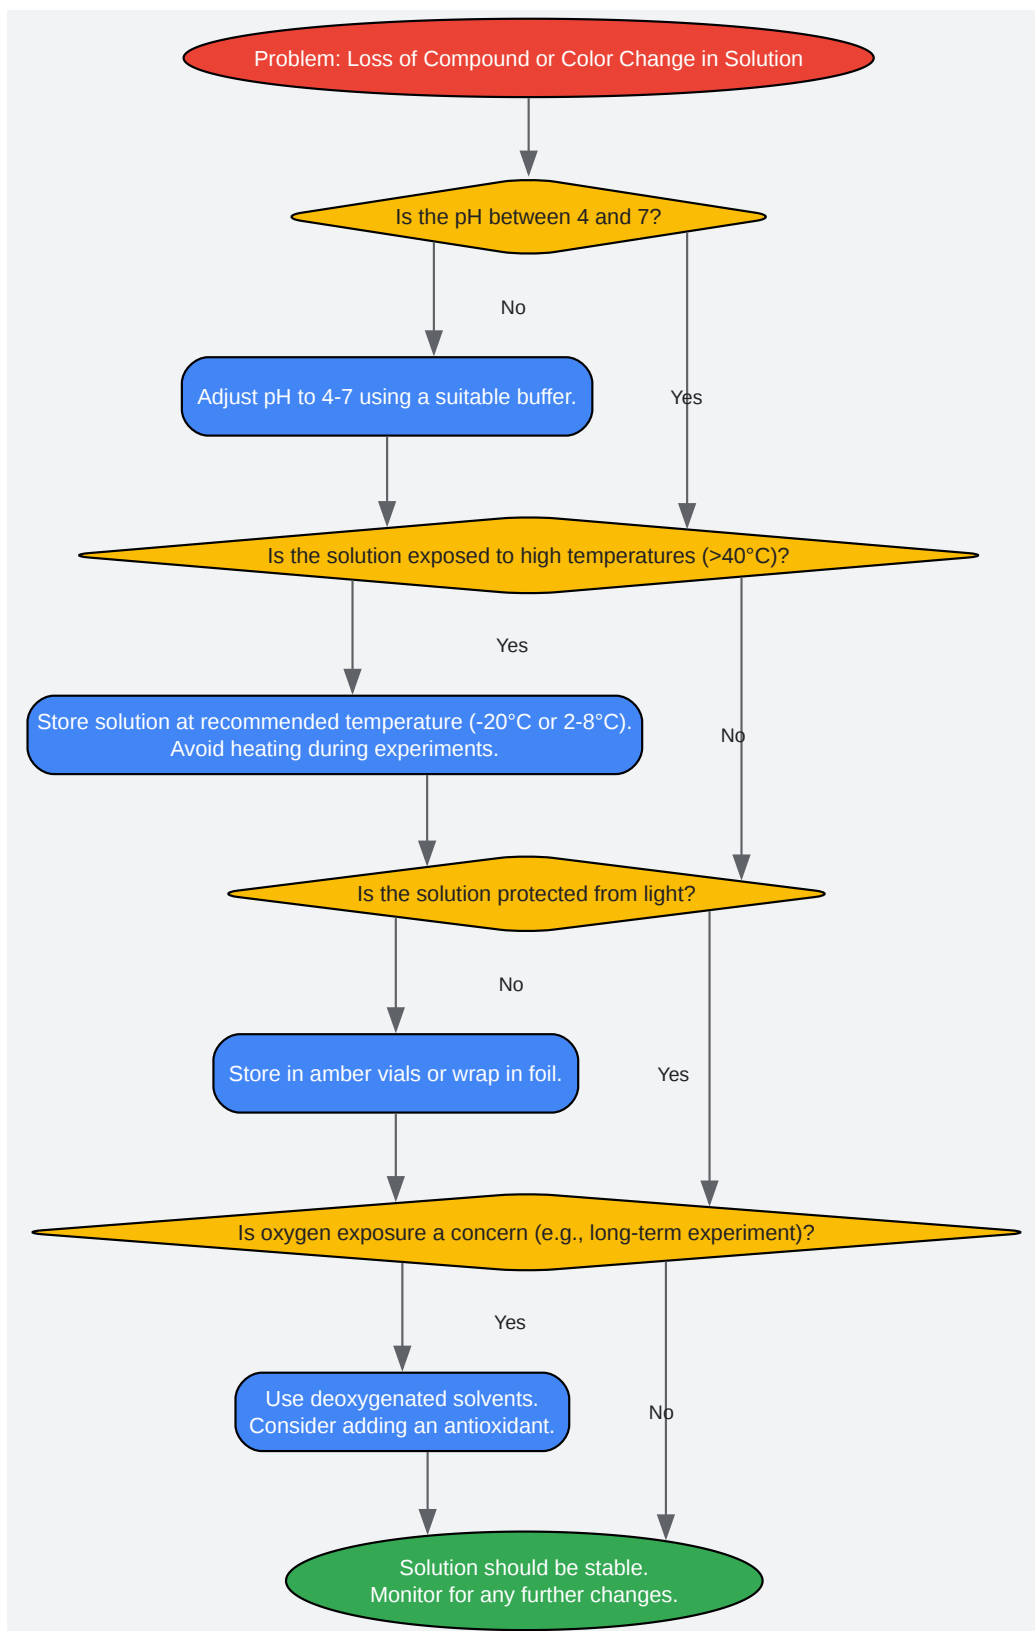 Problem: Loss of Compound or Color Change in Solution
Is the pH between 4 and 7?
No
Adjust pH to 4-7 using a suitable buffer.
Yes
Is the solution exposed to high temperatures (>40°C)?
Yes
Store solution at recommended temperature (-20°C or 2-8°C).
Avoid heating during experiments.
No
Is the solution protected from light?
No
Store in amber vials or wrap in foil.
Yes
Is oxygen exposure a concern (e.g., long-term experiment)?
Yes
Use deoxygenated solvents.
Consider adding an antioxidant.
No
Solution should be stable.
Monitor for any further changes.